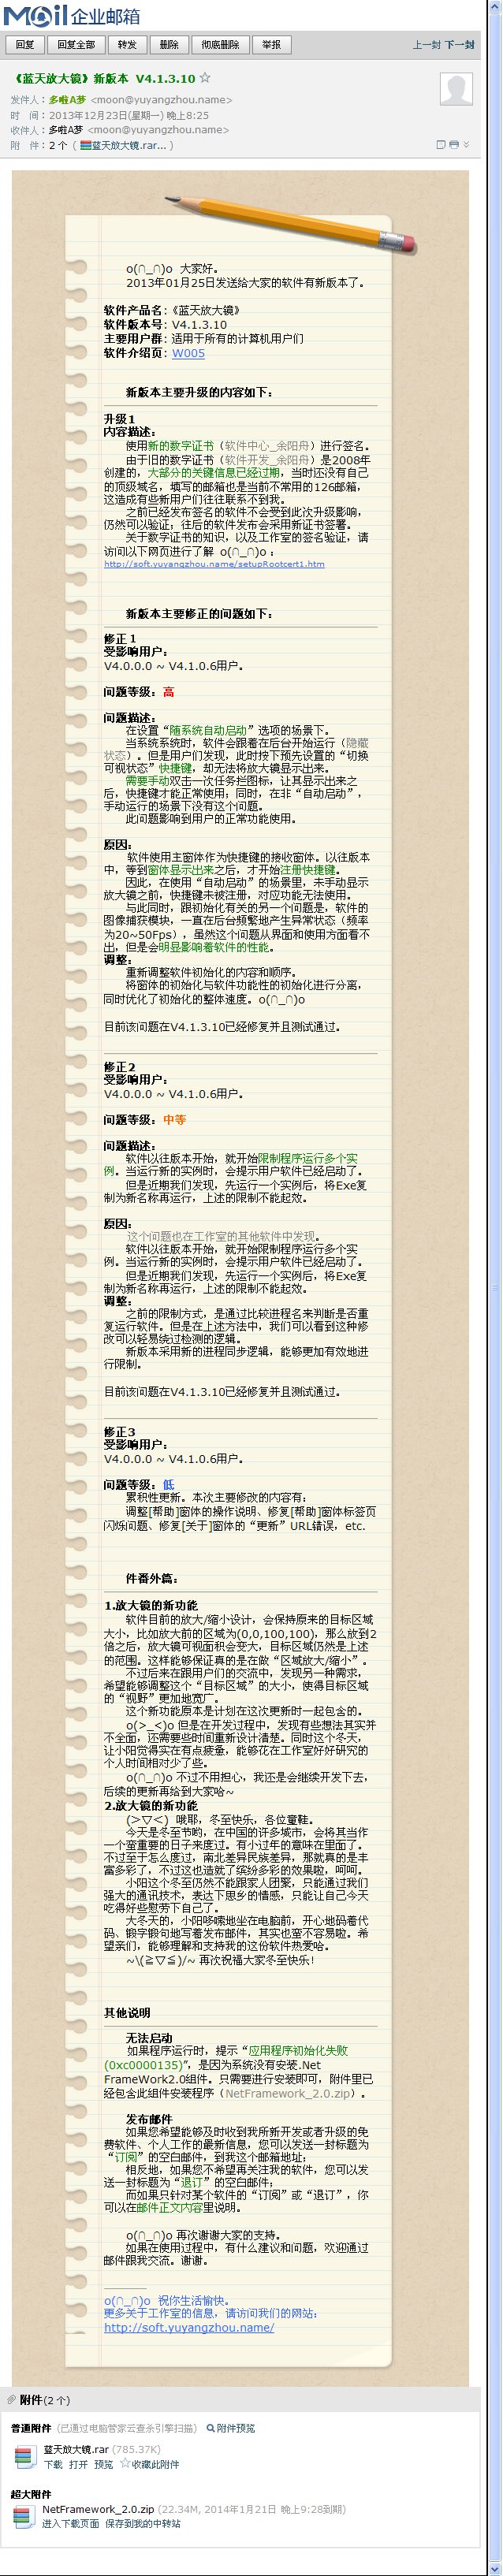 Mail 企业邮箱
回复 回复全部 转发 删除 彻底删除 举报 上一封 下一封
《蓝天放大镜》新版本 V4.1.3.10 ☆
发件人：多啦A梦 <moon@yuyangzhou.name>
时 间：2013年12月23日(星期一) 晚上8:25
收件人：多啦A梦 <moon@yuyangzhou.name>
附 件：2 个 ( 蓝天放大镜.rar... )
o(∩_∩)o 大家好。
2013年01月25日发送给大家的软件有新版本了。
软件产品名：《蓝天放大镜》
软件版本号：V4.1.3.10
主要用户群：适用于所有的计算机用户们
软件介绍页：W005
新版本主要升级的内容如下：
升级1
内容描述：
使用新的数字证书（软件中心_余阳舟）进行签名。
由于旧的数字证书（软件开发_余阳舟）是2008年
创建的，大部分的关键信息已经过期，当时还没有自己
的顶级域名，填写的邮箱也是当前不常用的126邮箱，
这造成有些新用户们往往联系不到我。
之前已经发布签名的软件不会受到此次升级影响，
仍然可以验证，往后的软件发布会采用新证书签署。
关于数字证书的知识，以及工作室的签名验证，请
访问以下网页进行了解 o(∩_∩)o ：
http://soft.yuyangzhou.name/setupRootcert1.htm
新版本主要修正的问题如下：
修正 1
受影响用户：
V4.0.0.0 ~ V4.1.0.6用户。
问题等级：高
问题描述：
在设置“随系统自动启动”选项的场景下。
当系统系统时，软件会跟着在后台开始运行（隐藏
状态）。但是用户们发现，此时按下预先设置的“切换
可视状态”快捷键，却无法将放大镜显示出来。
需要手动双击一次任务挡图标，让其显示出来之
后，快捷键才能正常使用；同时，在非“自动启动”，
手动运行的场景下没有这个问题。
此问题影响到用户的正常功能使用。
原因：
软件使用主窗体作为快捷键的接收窗体。以往版本
中，等到窗体显示出来之后，才开始注册快捷键。
因此，在使用“自动启动”的场景里，未手动显示
放大镜之前，快捷键未被注册，对应功能无法使用。
与此同时，跟初始化有关的另一个问题是，软件的
图像捕获模块，一直在后台频繁地产生异常状态（频率
为20~50Fps），虽然这个问题从界面和使用方面看不
出，但是会明显影响着软件的性能。
调整：
重新调整软件初始化的内容和顺序。
将窗体的初始化与软件功能性的初始化进行分离，
同时优化了初始化的整体速度。o(∩_∩)o
目前该问题在V4.1.3.10已经修复并且测试通过。
修正2
受影响用户：
V4.0.0.0 ~ V4.1.0.6用户。
问题等级：中等
问题描述：
软件以往版本开始，就开始限制程序运行多个实
例。当运行新的实例时，会提示用户软件已经启动了。
但是近期我们发现，先运行一个实例后，将Exe复
制为新名称再运行，上述的限制不能起效。
原因：
这个问题也在工作室的其他软件中发现。
软件以往版本开始，就开始限制程序运行多个实
例。当运行新的实例时，会提示用户软件已经启动了。
但是近期我们发现，先运行一个实例后，将Exe复
制为新名称再运行，上述的限制不能起效。
调整：
之前的限制方式，是通过比较进程名来判断是否重
复运行软件。但是在上述方法中，我们可以看到这种修
改可以轻易绕过检测的逻辑。
新版本采用新的进程同步逻辑，能够更加有效地进
行限制。
目前该问题在V4.1.3.10已经修复并且测试通过。
修正3
受影响用户：
V4.0.0.0 ~ V4.1.0.6用户。
问题等级：低
累积性更新。本次主要修改的内容有：
调整[帮助]窗体的操作说明、修复[帮助]窗体标签页
闪烁问题、修复[关于]窗体的“更新”URL错误，etc.
件番外篇：
1.放大镜的新功能
软件目前的放大/缩小设计，会保持原来的目标区域
大小，比如放大前的区域为(0,0,100,100)，那么放到2
倍之后，放大镜可视面积会变大，目标区域仍然是上述
的范围。这样能够保证真的是在做“区域放大/缩小”。
不过后来在跟用户们的交流中，发现另一种需求，
希望能够调整这个“目标区域”的大小，使得目标区域
的“视野”更加地宽广。
这个新功能原本是计划在这次更新时一起包含的。
o(>_<)o 但是在开发过程中，发现有些想法其实并
不全面，还需要些时间重新设计清楚。同时这个冬天，
让小阳觉得实在有点疲惫，能够花在工作室好好研究的
个人时间相对少了些。
o(∩_∩)o 不过不用担心，我还是会继续开发下去，
后续的更新再给到大家哈~
2.放大镜的新功能
(＞▽＜) 哦耶，冬至快乐，各位童鞋。
今天是冬至节哟，在中国的许多城市，会将其当作
一个蛮重要的日子来度过。有小过年的意味在里面了。
不过至于怎么度过，南北差异民族差异，那就真的是丰
富多彩了，不过这也造就了缤纷多彩的效果啦，呵呵。
小阳这个冬至仍然不能跟家人团聚，只能通过我们
强大的通讯技术，表达下思乡的情感，只能让自己今天
吃得好些慰劳下自己了。
大冬天的，小阳哆嗦地坐在电脑前，开心地码着代
码、锻字锻句地写着发布邮件，其实也蛮不容易啦。希
望亲们，能够理解和支持我的这份软件热爱哈。
~\(≧▽≦)/~ 再次祝福大家冬至快乐！
其他说明
无法启动
如果程序运行时，提示“应用程序初始化失败
(0xc0000135)”，是因为系统没有安装.Net
FrameWork2.0组件。只需要进行安装即可，附件里已
经包含此组件安装程序（NetFramework_2.0.zip）。
发布邮件
如果您希望能够及时收到我所新开发或者升级的免
费软件、个人工作的最新信息，您可以发送一封标题为
“订阅”的空白邮件，到我这个邮箱地址；
相反地，如果您不希望再关注我的软件，您可以发
送一封标题为“退订”的空白邮件；
而如果只针对某个软件的“订阅”或“退订”，你
可以在邮件正文内容里说明。
o(∩_∩)o 再次谢谢大家的支持。
如果在使用过程中，有什么建议和问题，欢迎通过
邮件跟我交流。谢谢。
o(∩_∩)o 祝你生活愉快。
更多关于工作室的信息，请访问我们的网站：
http://soft.yuyangzhou.name/
附件(2 个)
普通附件 (已通过电脑管家云查杀引擎扫描) 附件预览
蓝天放大镜.rar (785.37K)
下载 打开 预览 ☆收藏此附件
超大附件
NetFramework_2.0.zip (22.34M, 2014年1月21日 晚上9:28到期)
进入下载页面 保存到我的中转站